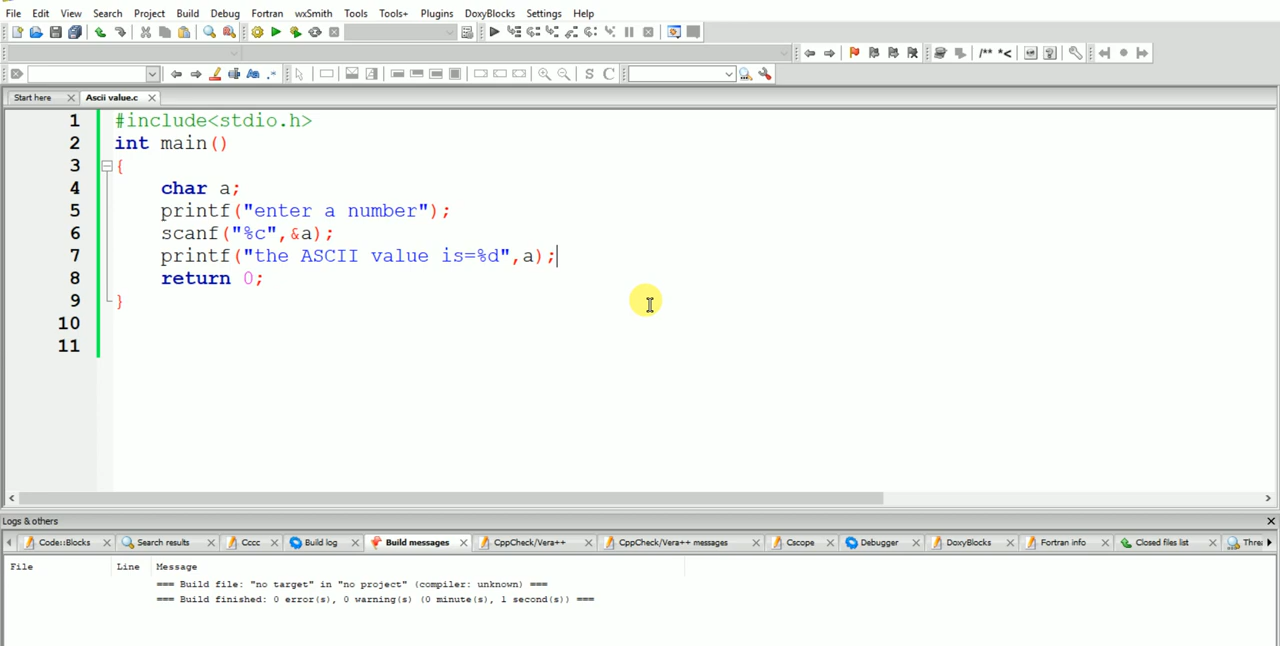 File Edit View Search Project Build Debug Fortran wxSmith Tools Tools+ Plugins DoxyBlocks Settings Help
/** *<
S C
Start here Ascii value.c
1 #include<stdio.h>
2 int main()
3 {
4 char a;
5 printf("enter a number");
6 scanf("%c",&a);
7 printf("the ASCII value is=%d",a);
8 return 0;
9 }
10
11
Logs & others
Code::Blocks Search results Cccc Build log Build messages CppCheck/Vera++ CppCheck/Vera++ messages Cscope Debugger DoxyBlocks Fortran info Closed files list Thre
File Line Message
=== Build file: "no target" in "no project" (compiler: unknown) ===
=== Build finished: 0 error(s), 0 warning(s) (0 minute(s), 1 second(s)) ===